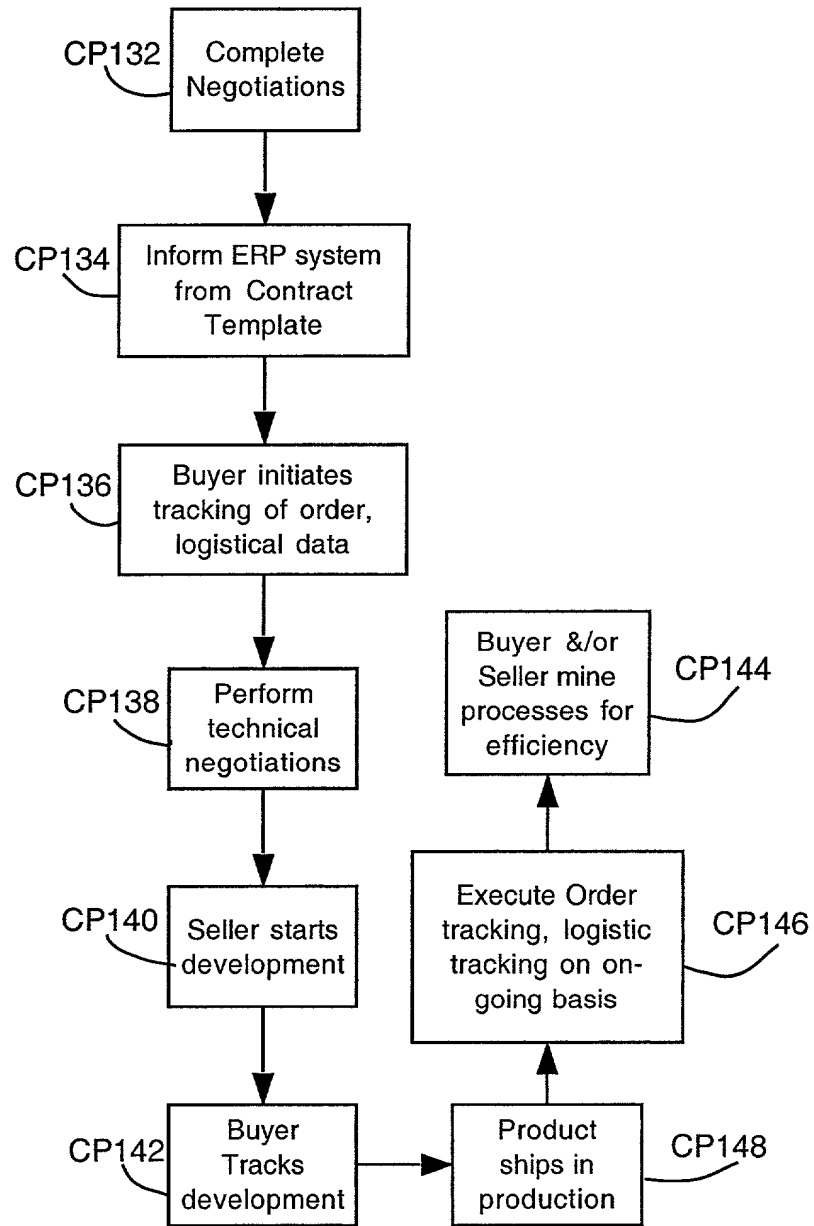 CP132
Complete
Negotiations
CP134
Inform ERP system
from Contract
Template
CP136
Buyer initiates
tracking of order,
logistical data
CP138
Perform
technical
negotiations
CP140
Seller starts
development
CP142
Buyer
Tracks
development
Product
ships in
production
CP148
Execute Order
tracking, logistic
tracking on on-
going basis
CP146
Buyer &/or
Seller mine
processes for
efficiency
CP144